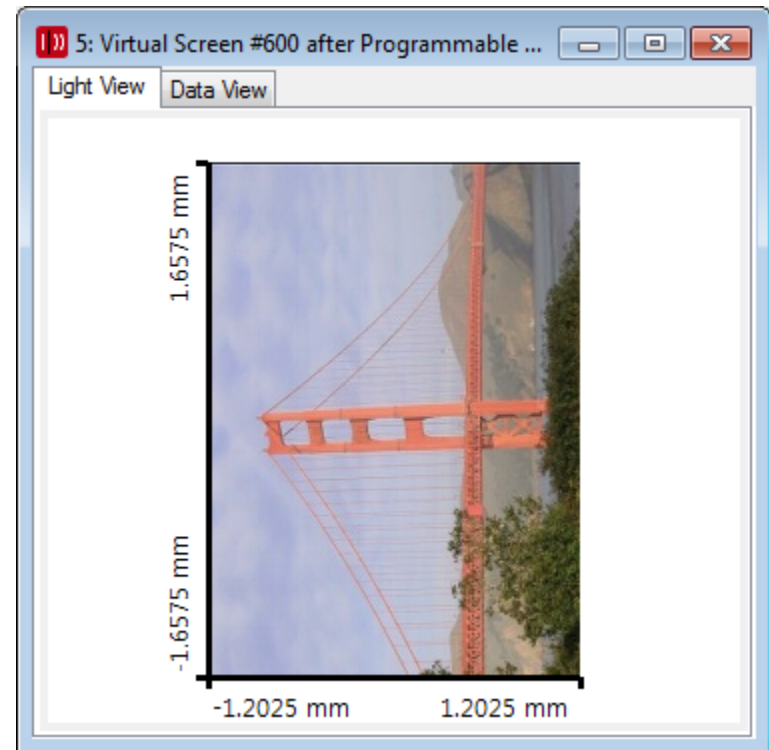 5: Virtual Screen #600 after Programmable ...
Light View
Data View
1.6575 mm
-1.6575 mm
-1.2025 mm
1.2025 mm